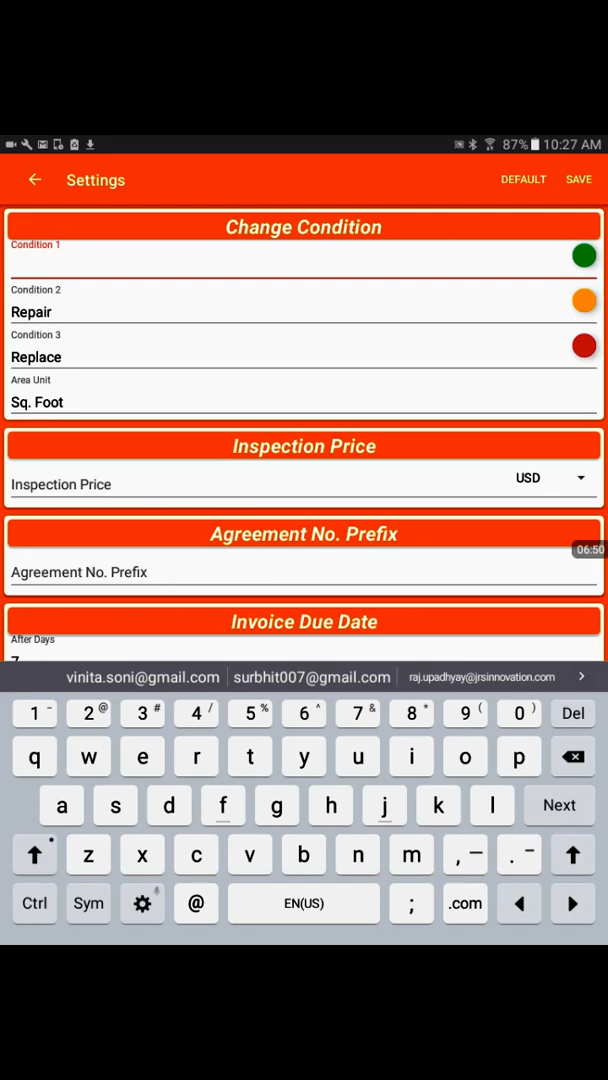 87% 10:27 AM
Settings DEFAULT SAVE
Change Condition
Condition 1
Condition 2
Repair
Condition 3
Replace
Area Unit
Sq. Foot
Inspection Price
Inspection Price USD
Agreement No. Prefix
06:50
Agreement No. Prefix
Invoice Due Date
After Days
7
vinita.soni@gmail.com surbhit007@gmail.com raj.upadhyay@jrsinnovation.com >
1 - 2 @ 3 # 4 / 5 % 6 ^ 7 & 8 * 9 ( 0 ) Del
q w e r t y u i o p
a s d f g h j k l Next
z x c v b n m , — . -
Ctrl Sym @ EN(US) ; .com